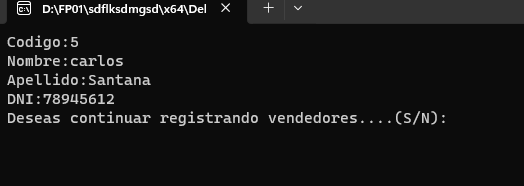 D:\FP01\sdflksdmgsd\x64\Del
Codigo:5
Nombre:carlos
Apellido:Santana
DNI:78945612
Deseas continuar registrando vendedores....(S/N):